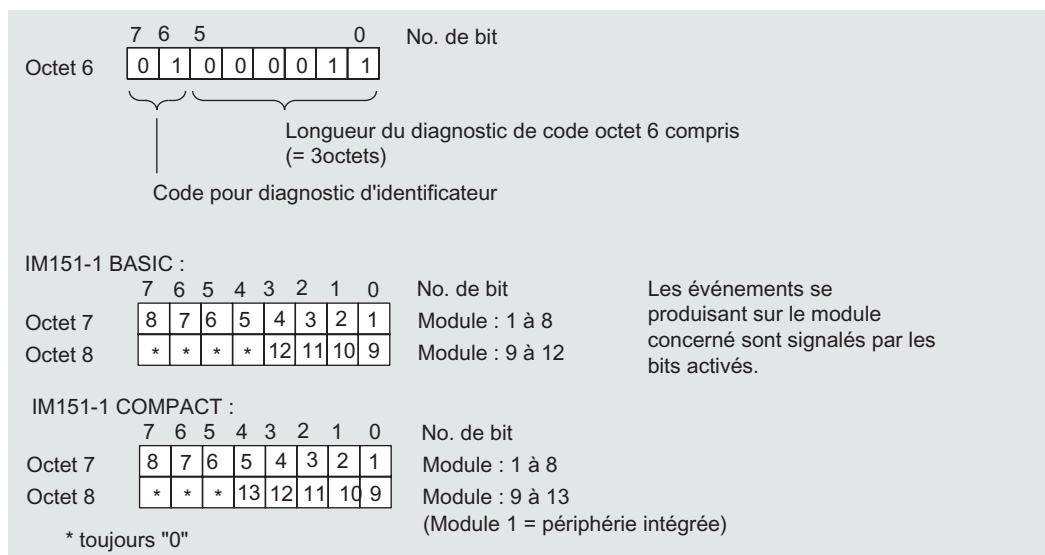 7 6 5 0 No. de bit
Octet 6 0 1 0 0 0 0 1 1
Longueur du diagnostic de code octet 6 compris
(= 3octets)
Code pour diagnostic d'identificateur
IM151-1 BASIC :
7 6 5 4 3 2 1 0 No. de bit
Octet 7 8 7 6 5 4 3 2 1 Module : 1 à 8
Octet 8 * * * * 12 11 10 9 Module : 9 à 12
Les événements se
produisant sur le module
concerné sont signalés par les
bits activés.
IM151-1 COMPACT :
7 6 5 4 3 2 1 0 No. de bit
Octet 7 8 7 6 5 4 3 2 1 Module : 1 à 8
Octet 8 * * * 13 12 11 10 9 Module : 9 à 13
(Module 1 = périphérie intégrée)
* toujours "0"